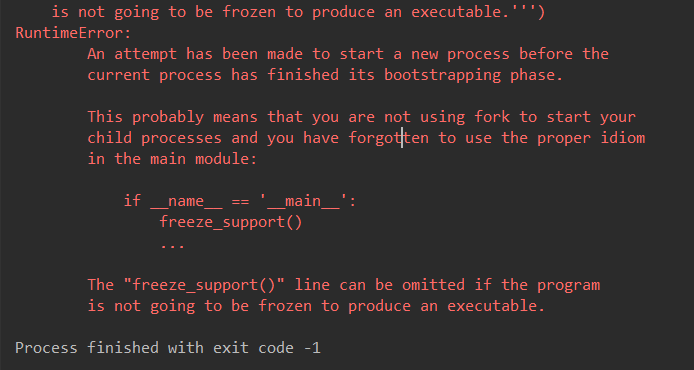 is not going to be frozen to produce an executable.''')
RuntimeError:
An attempt has been made to start a new process before the
current process has finished its bootstrapping phase.
This probably means that you are not using fork to start your
child processes and you have forgotten to use the proper idiom
in the main module:
if __name__ == '__main__':
freeze_support()
...
The "freeze_support()" line can be omitted if the program
is not going to be frozen to produce an executable.
Process finished with exit code -1